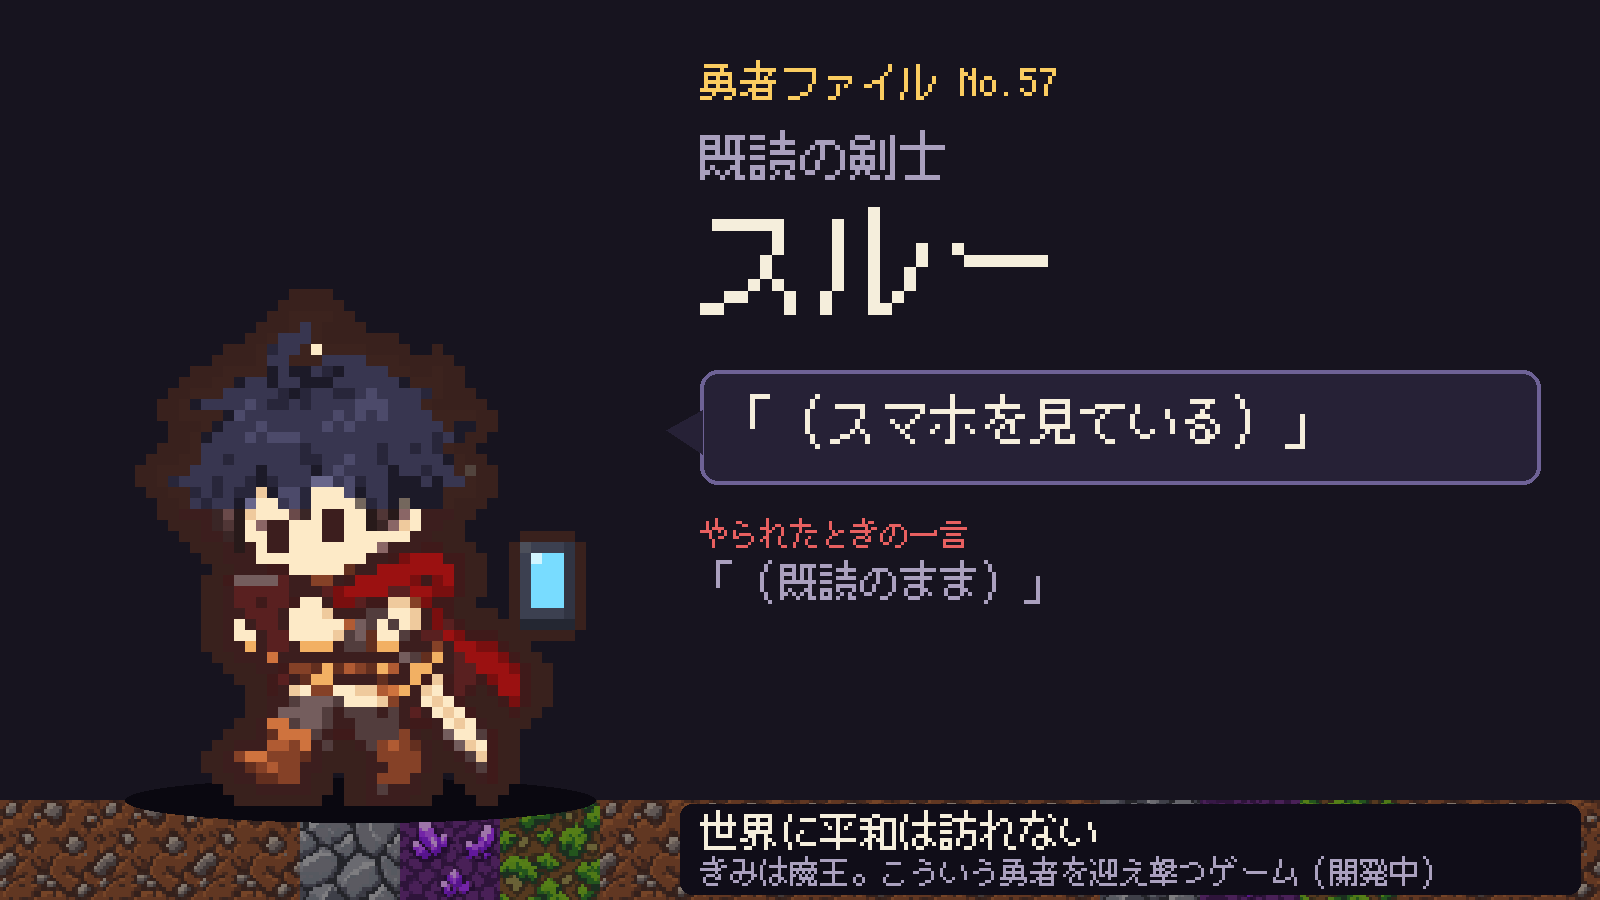 勇者ファイル No.57
既読の剣士
スルー
「（スマホを見ている）」
やられたときの一言
「（既読のまま）」
世界に平和は訪れない
きみは魔王。こういう勇者を迎え撃つゲーム（開発中）